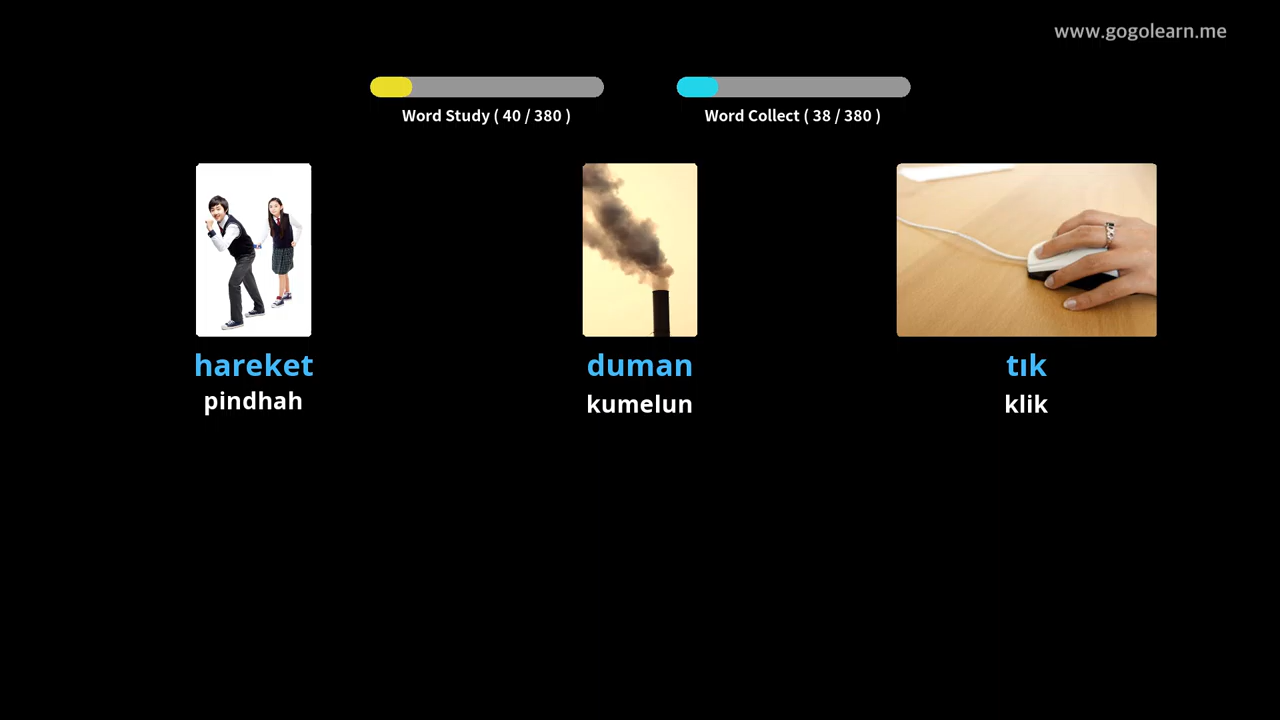 www.gogolearn.me
Word Study ( 40 / 380 )
Word Collect ( 38 / 380 )
hareket
pindhah
duman
kumelun
tık
klik